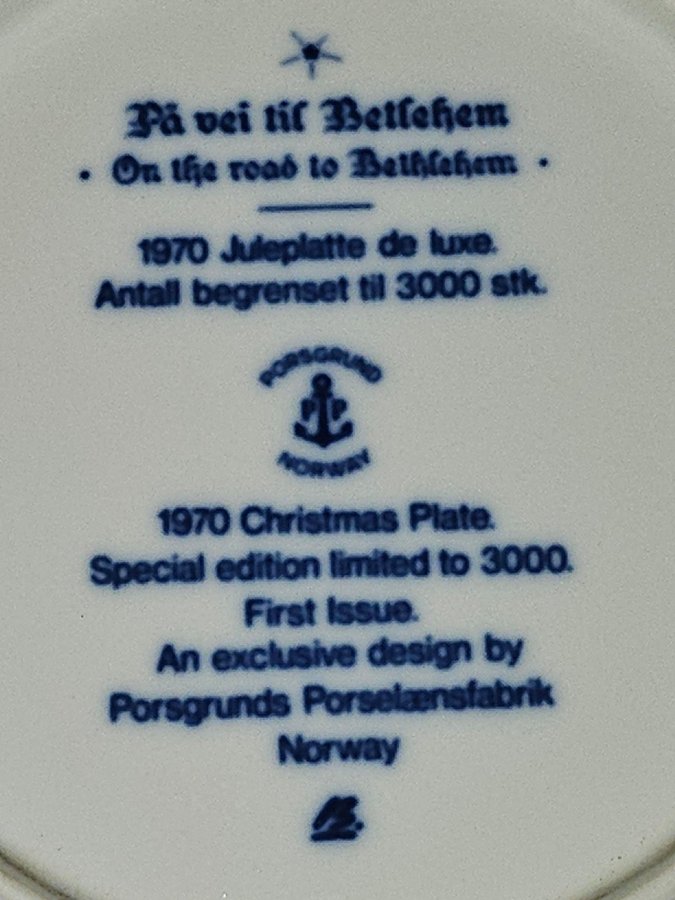 På vei til Betlehem
• On the road to Bethlehem •
1970 Juleplatte de luxe.
Antall begrenset til 3000 stk.
PORSGRUND
P P
NORWAY
1970 Christmas Plate.
Special edition limited to 3000.
First Issue.
An exclusive design by
Porsgrunds Porselænsfabrik
Norway